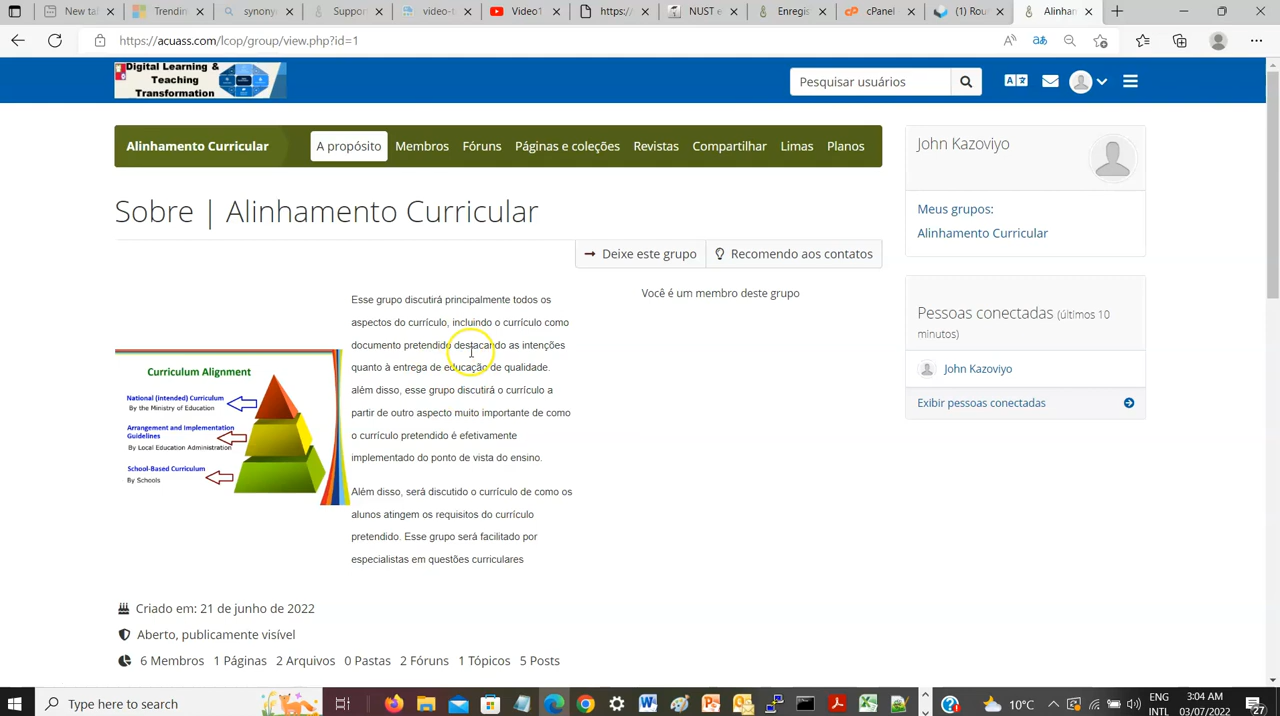 New tab
Trendin
Acumen
Support
video-
Video1
https:/
NUST e
Enregis
cPanel
(1) Rou
Alinhan
https://acuass.com/lcop/group/view.php?id=1
Digital Learning &
Teaching
Transformation
Pesquisar usuários
Alinhamento Curricular
A propósito
Membros
Fóruns
Páginas e coleções
Revistas
Compartilhar
Limas
Planos
John Kazoviyo
Meus grupos:
Alinhamento Curricular
Sobre | Alinhamento Curricular
Deixe este grupo
Recomendo aos contatos
Você é um membro deste grupo
Esse grupo discutirá principalmente todos os
aspectos do currículo, incluindo o currículo como
documento pretendido destacando as intenções
quanto à entrega de educação de qualidade.
além disso, esse grupo discutirá o currículo a
partir de outro aspecto muito importante de como
o currículo pretendido é efetivamente
implementado do ponto de vista do ensino.
Além disso, será discutido o currículo de como os
alunos atingem os requisitos do currículo
pretendido. Esse grupo será facilitado por
especialistas em questões curriculares
Curriculum Alignment
National (intended) Curriculum
By the Ministry of Education
Arrangement and Implementation
Guidelines
By Local Education Administration
School-Based Curriculum
By Schools
Pessoas conectadas (últimos 10
minutos)
John Kazoviyo
Exibir pessoas conectadas
Criado em: 21 de junho de 2022
Aberto, publicamente visível
6 Membros 1 Páginas 2 Arquivos 0 Pastas 2 Fóruns 1 Tópicos 5 Posts
Type here to search
10°C
ENG
INTL
3:04 AM
03/07/2022
27